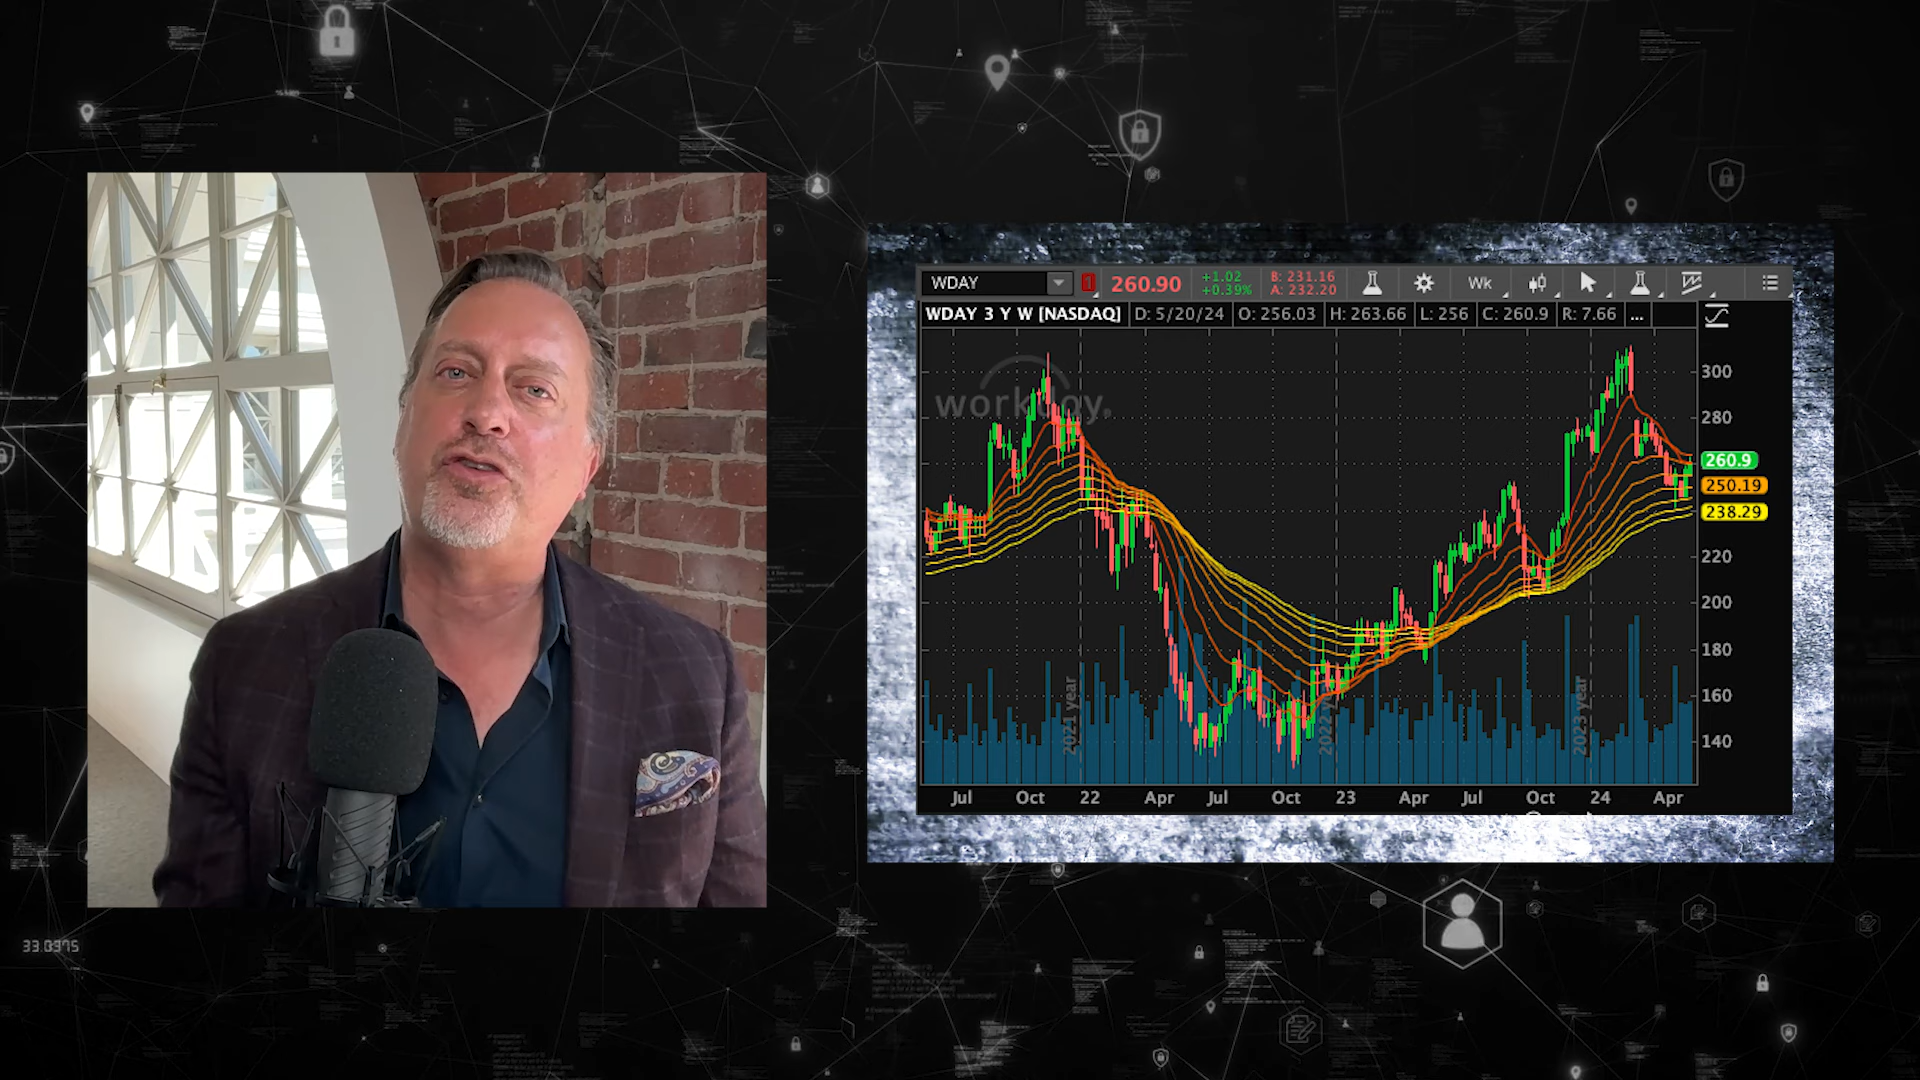 WDAY 260.90 +1.02 B: 231.16 Wk
+0.39% A: 232.20
WDAY 3 Y W [NASDAQ] D: 5/20/24 O: 256.03 H: 263.66 L: 256 C: 260.9 R: 7.66 ...
workday.
300
280
260.9
250.19
238.29
220
200
180
160
140
2021 year
2022 y
2023 year
Jul Oct 22 Apr Jul Oct 23 Apr Jul Oct 24 Apr
33.0375